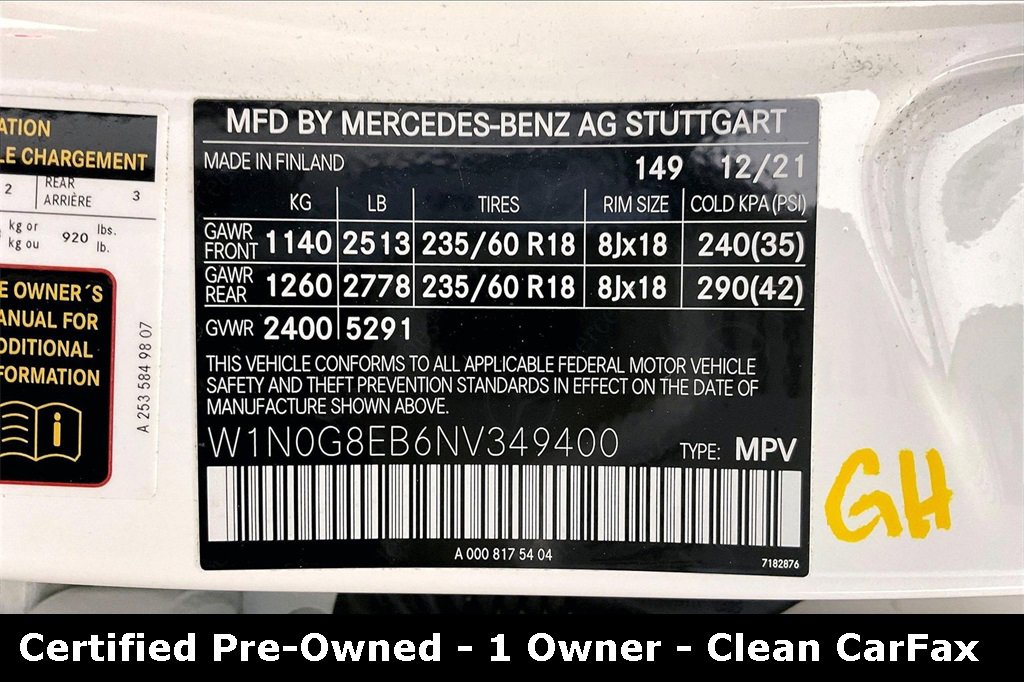 ATION
LE CHARGEMENT
2 REAR ARRIÈRE 3
kg or kg ou 920 lbs. lb.
E OWNER´S
ANUAL FOR
DDITIONAL
FORMATION
A 253 584 98 07
MFD BY MERCEDES-BENZ AG STUTTGART
MADE IN FINLAND 149 12/21
KG LB TIRES RIM SIZE COLD KPA(PSI)
GAWR FRONT 1140 2513 235/60 R18 8Jx18 240(35)
GAWR REAR 1260 2778 235/60 R18 8Jx18 290(42)
GVWR 2400 5291
THIS VEHICLE CONFORMS TO ALL APPLICABLE FEDERAL MOTOR VEHICLE
SAFETY AND THEFT PREVENTION STANDARDS IN EFFECT ON THE DATE OF
MANUFACTURE SHOWN ABOVE.
W1N0G8EB6NV349400 TYPE: MPV
A 000 817 54 04
7182876
GH
Certified Pre-Owned - 1 Owner - Clean CarFax